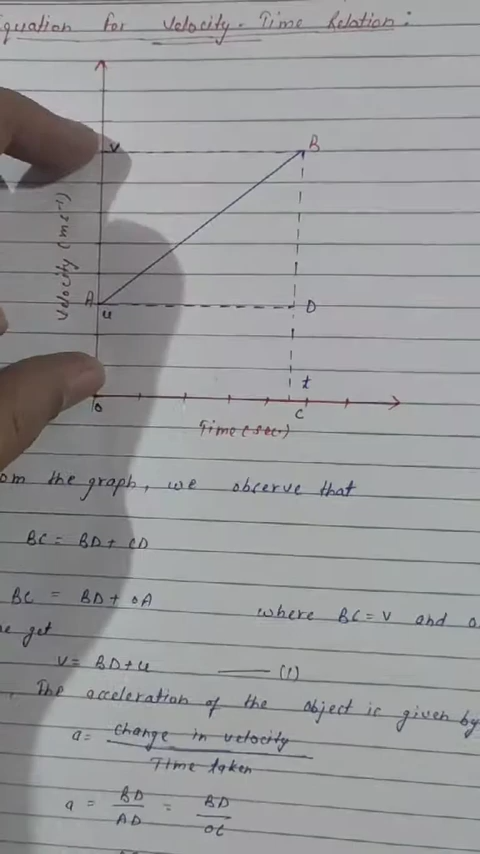 Equation for Velocity-Time Relation:
V
B
Velocity (ms⁻¹)
A
u
D
t
0
C
Time (sec)
om the graph, we observe that
BC = BD + CD
BC = BD + OA where BC = V and
get
V = BD + u —— (1)
The acceleration of the object is given by
a = Change in velocity
Time taken
a = BD/AD = BD/OC